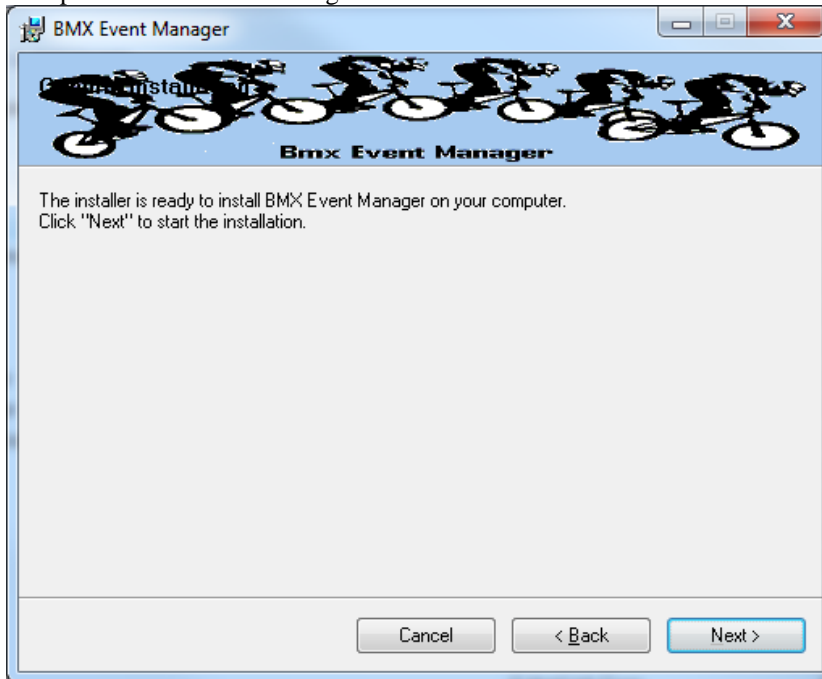 BMX Event Manager
Bmx Event Manager
The installer is ready to install BMX Event Manager on your computer.
Click "Next" to start the installation.
Cancel
< Back
Next >